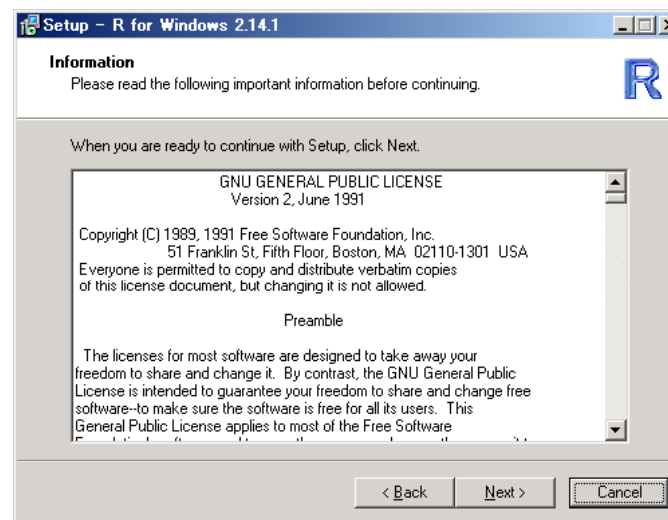 Setup - R for Windows 2.14.1
Information
Please read the following important information before continuing.
R
When you are ready to continue with Setup, click Next.
GNU GENERAL PUBLIC LICENSE
Version 2, June 1991
Copyright (C) 1989, 1991 Free Software Foundation, Inc.
51 Franklin St, Fifth Floor, Boston, MA 02110-1301 USA
Everyone is permitted to copy and distribute verbatim copies
of this license document, but changing it is not allowed.
Preamble
The licenses for most software are designed to take away your
freedom to share and change it. By contrast, the GNU General Public
License is intended to guarantee your freedom to share and change free
software--to make sure the software is free for all its users. This
General Public License applies to most of the Free Software
< Back
Next >
Cancel